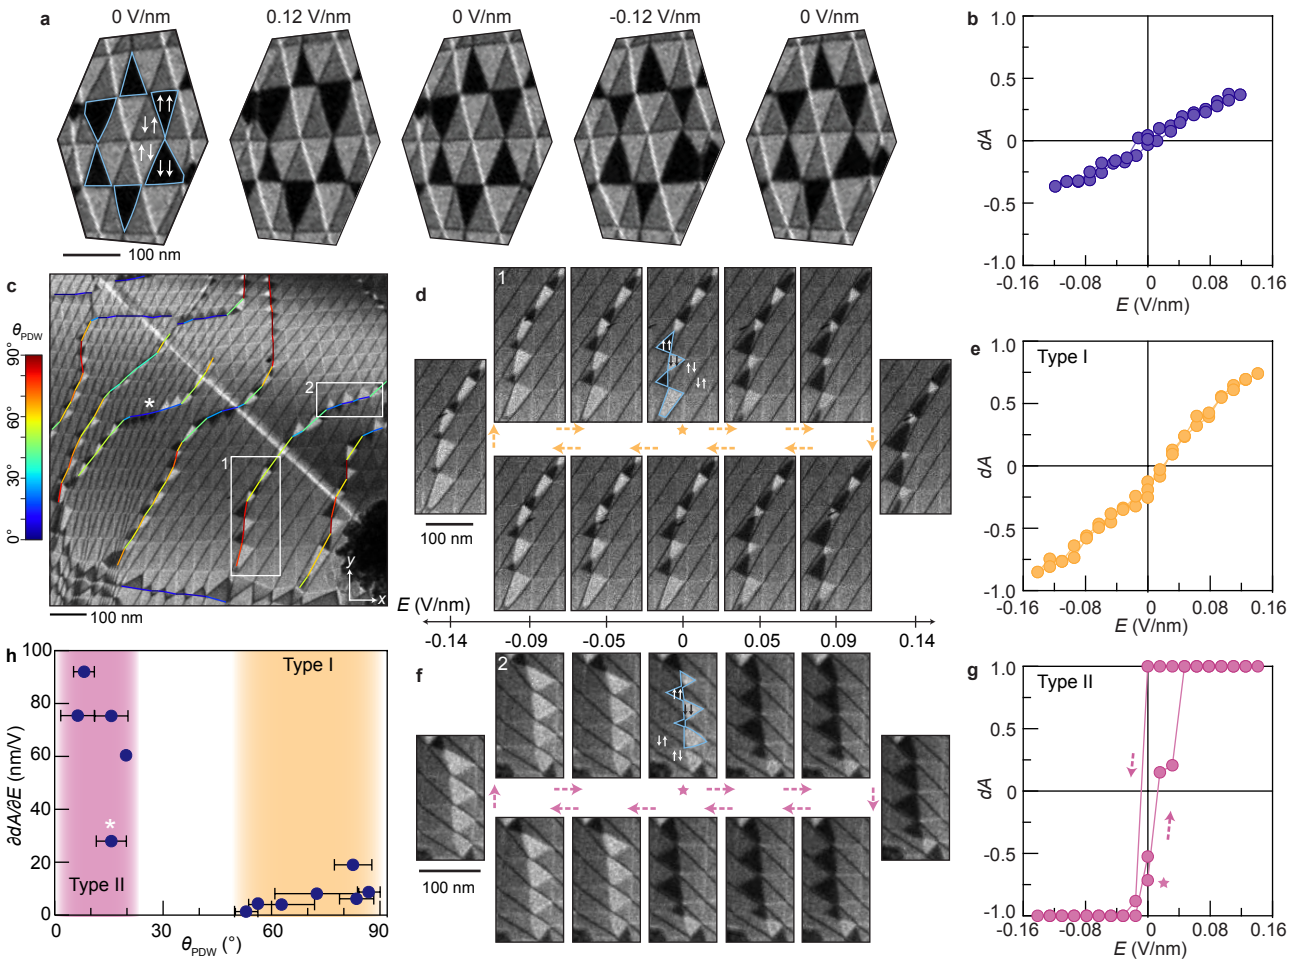 a
0 V/nm 0.12 V/nm 0 V/nm -0.12 V/nm 0 V/nm
↑↑
↓↑
↑↓
↓↓
100 nm
b
1.0
0.5
0
-0.5
-1.0
dA
-0.16 -0.08 0 0.08 0.16
E (V/nm)
c
θPDW
90°
60°
30°
0°
*
2
1
y
x
100 nm
d
1
↑↑
↓↓
↑↓
↓↑
100 nm
E (V/nm)
-0.14 -0.09 -0.05 0 0.05 0.09 0.14
e
Type I
1.0
0.5
0
-0.5
-1.0
dA
-0.16 -0.08 0 0.08 0.16
E (V/nm)
f
2
↑↑
↓↓
↓↑
↑↓
100 nm
g
Type II
1.0
0.5
0
-0.5
-1.0
dA
-0.16 -0.08 0 0.08 0.16
E (V/nm)
h
100
80
60
40
20
0
∂dA/∂E (nm/V)
Type I
*
Type II
0 30 60 90
θPDW (°)